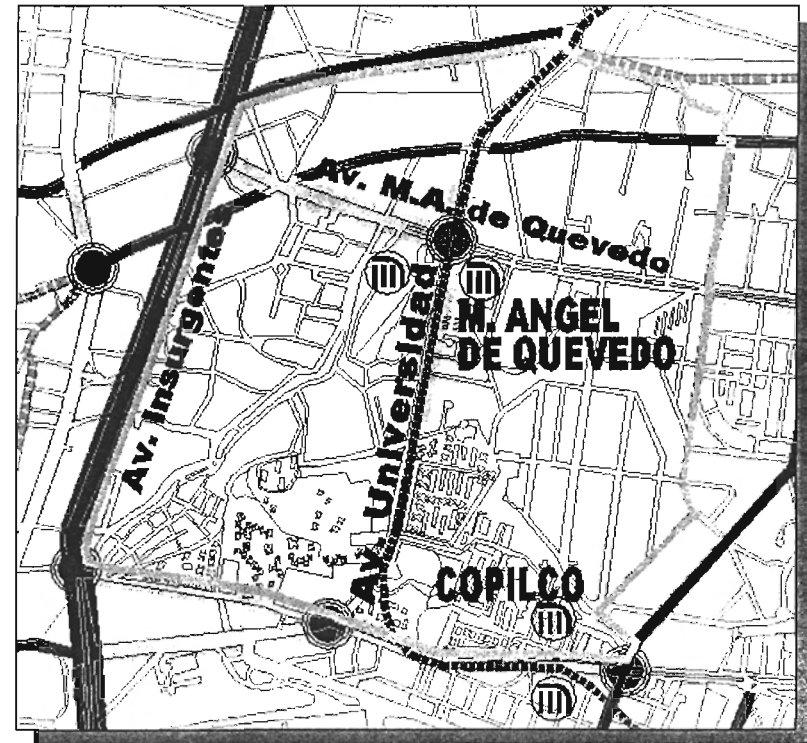 Av. M.A. de Quevedo
Av. Insurgentes
Av. Universidad
M. ANGEL
DE QUEVEDO
COPILCO